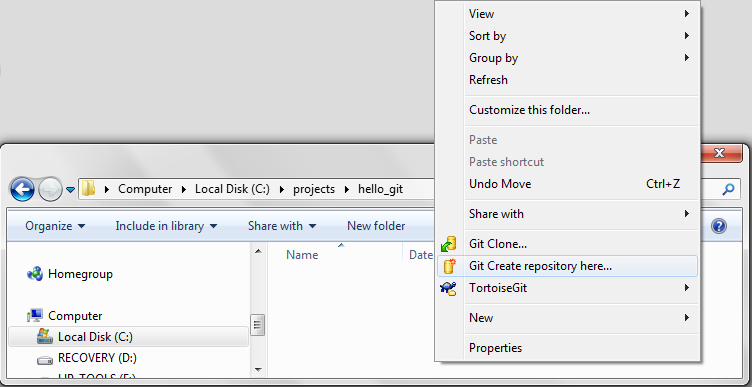 View
Sort by
Group by
Refresh
Customize this folder...
Paste
Paste shortcut
Undo Move Ctrl+Z
Share with
Git Clone...
Git Create repository here...
TortoiseGit
New
Properties
Computer Local Disk (C:) projects hello_git
Organize Include in library Share with New folder
Name Date
Homegroup
Computer
Local Disk (C:)
RECOVERY (D:)